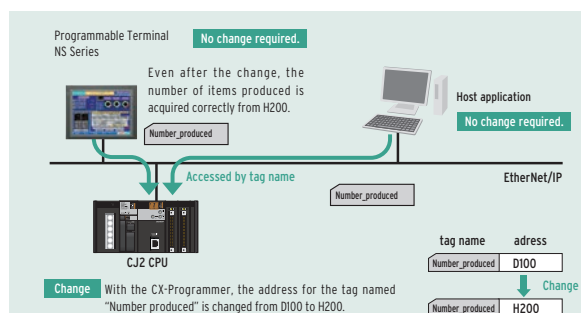 Programmable Terminal
NS Series
No change required.
Even after the change, the
number of items produced is
acquired correctly from H200.
Number_produced
Host application
No change required.
Accessed by tag name
EtherNet/IP
Number_produced
CJ2 CPU
tag name adress
Number_produced D100
Change
Number_produced H200
Change With the CX-Programmer, the address for the tag named
"Number produced" is changed from D100 to H200.